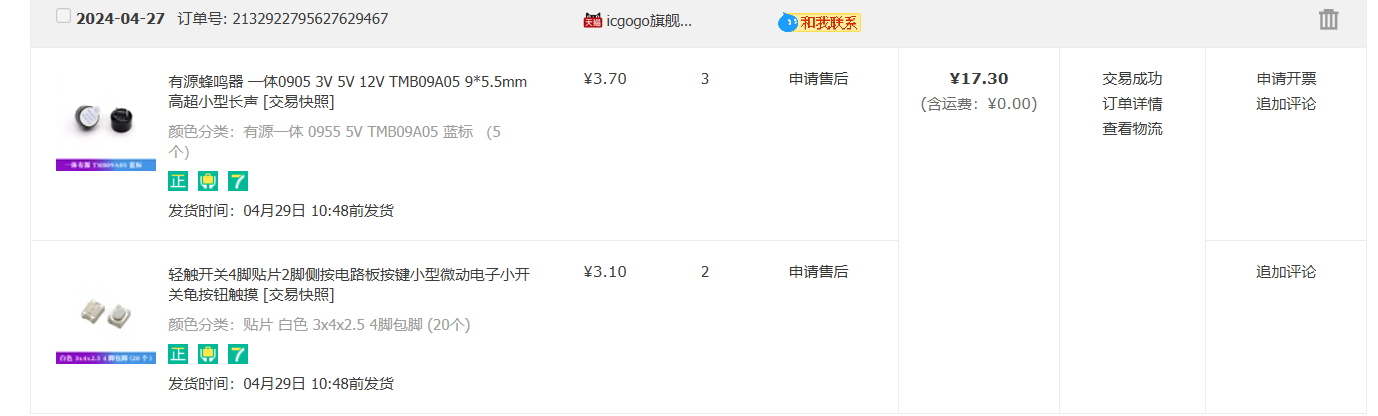 2024-04-27 订单号: 2132922795627629467 天猫 icgogo旗舰... 和我联系
有源蜂鸣器 一体0905 3V 5V 12V TMB09A05 9*5.5mm
高超小型长声 [交易快照]
颜色分类：有源一体 0955 5V TMB09A05 蓝标 (5
个)
¥3.70 3 申请售后 ¥17.30 交易成功 申请开票
(含运费：¥0.00) 订单详情 追加评论
查看物流
一体有源 TMB09A05 蓝标
正 7
发货时间：04月29日 10:48前发货
轻触开关4脚贴片2脚侧按电路板按键小型微动电子小开
关龟按钮触摸 [交易快照]
颜色分类：贴片 白色 3x4x2.5 4脚包脚 (20个)
¥3.10 2 申请售后 追加评论
白色 3x4x2.5 4脚包脚 (20个)
正 7
发货时间：04月29日 10:48前发货